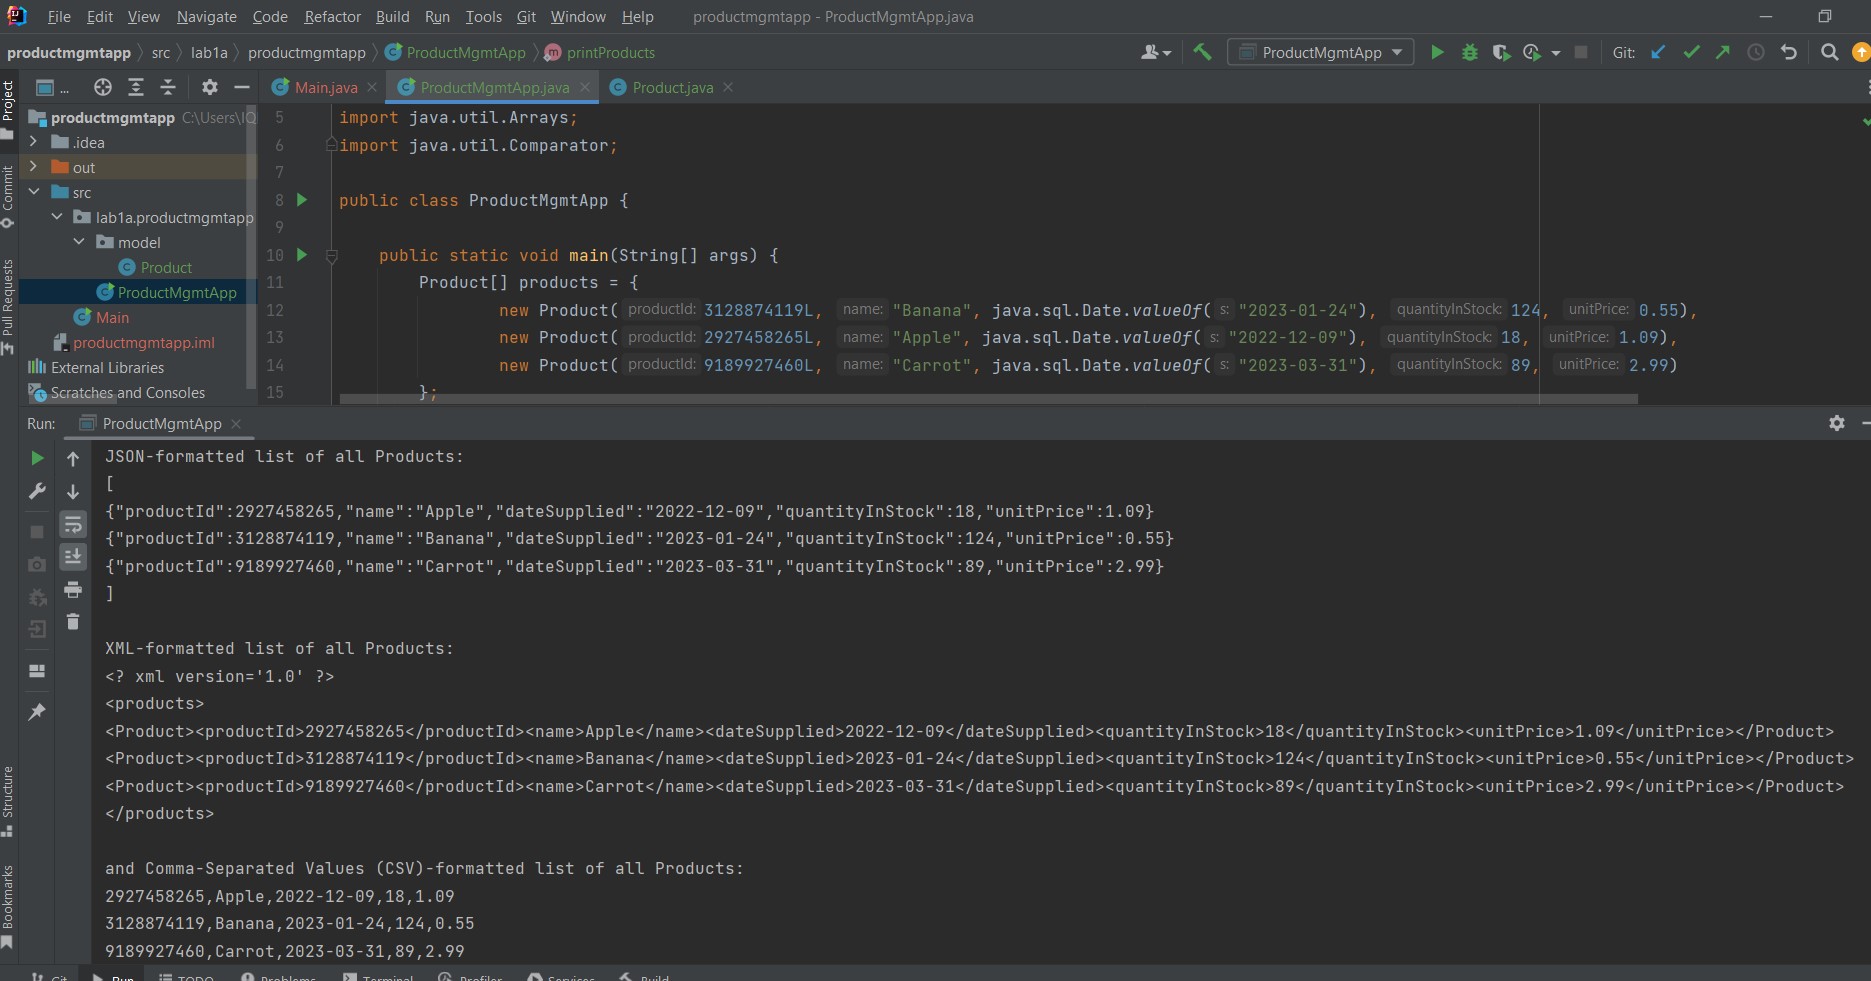 File Edit View Navigate Code Refactor Build Run Tools Git Window Help productmgmtapp - ProductMgmtApp.java
productmgmtapp src lab1a productmgmtapp ProductMgmtApp printProducts ProductMgmtApp Git:
Project
Commit
Pull Requests
Structure
Bookmarks
...
productmgmtapp C:\Users\IQ
.idea
out
src
lab1a.productmgmtapp
model
Product
ProductMgmtApp
Main
productmgmtapp.iml
External Libraries
Scratches and Consoles
Main.java ProductMgmtApp.java Product.java
5 import java.util.Arrays;
6 import java.util.Comparator;
7
8 public class ProductMgmtApp {
9
10 public static void main(String[] args) {
11 Product[] products = {
12 new Product( productId: 3128874119L, name: "Banana", java.sql.Date.valueOf( s: "2023-01-24"), quantityInStock: 124, unitPrice: 0.55),
13 new Product( productId: 2927458265L, name: "Apple", java.sql.Date.valueOf( s: "2022-12-09"), quantityInStock: 18, unitPrice: 1.09),
14 new Product( productId: 9189927460L, name: "Carrot", java.sql.Date.valueOf( s: "2023-03-31"), quantityInStock: 89, unitPrice: 2.99)
15 };
Run: ProductMgmtApp
JSON-formatted list of all Products:
[
{"productId":2927458265,"name":"Apple","dateSupplied":"2022-12-09","quantityInStock":18,"unitPrice":1.09}
{"productId":3128874119,"name":"Banana","dateSupplied":"2023-01-24","quantityInStock":124,"unitPrice":0.55}
{"productId":9189927460,"name":"Carrot","dateSupplied":"2023-03-31","quantityInStock":89,"unitPrice":2.99}
]
XML-formatted list of all Products:
<? xml version='1.0' ?>
<products>
<Product><productId>2927458265</productId><name>Apple</name><dateSupplied>2022-12-09</dateSupplied><quantityInStock>18</quantityInStock><unitPrice>1.09</unitPrice></Product>
<Product><productId>3128874119</productId><name>Banana</name><dateSupplied>2023-01-24</dateSupplied><quantityInStock>124</quantityInStock><unitPrice>0.55</unitPrice></Product>
<Product><productId>9189927460</productId><name>Carrot</name><dateSupplied>2023-03-31</dateSupplied><quantityInStock>89</quantityInStock><unitPrice>2.99</unitPrice></Product>
</products>
and Comma-Separated Values (CSV)-formatted list of all Products:
2927458265,Apple,2022-12-09,18,1.09
3128874119,Banana,2023-01-24,124,0.55
9189927460,Carrot,2023-03-31,89,2.99
Git Run TODO Problems Terminal Profiler Services Build